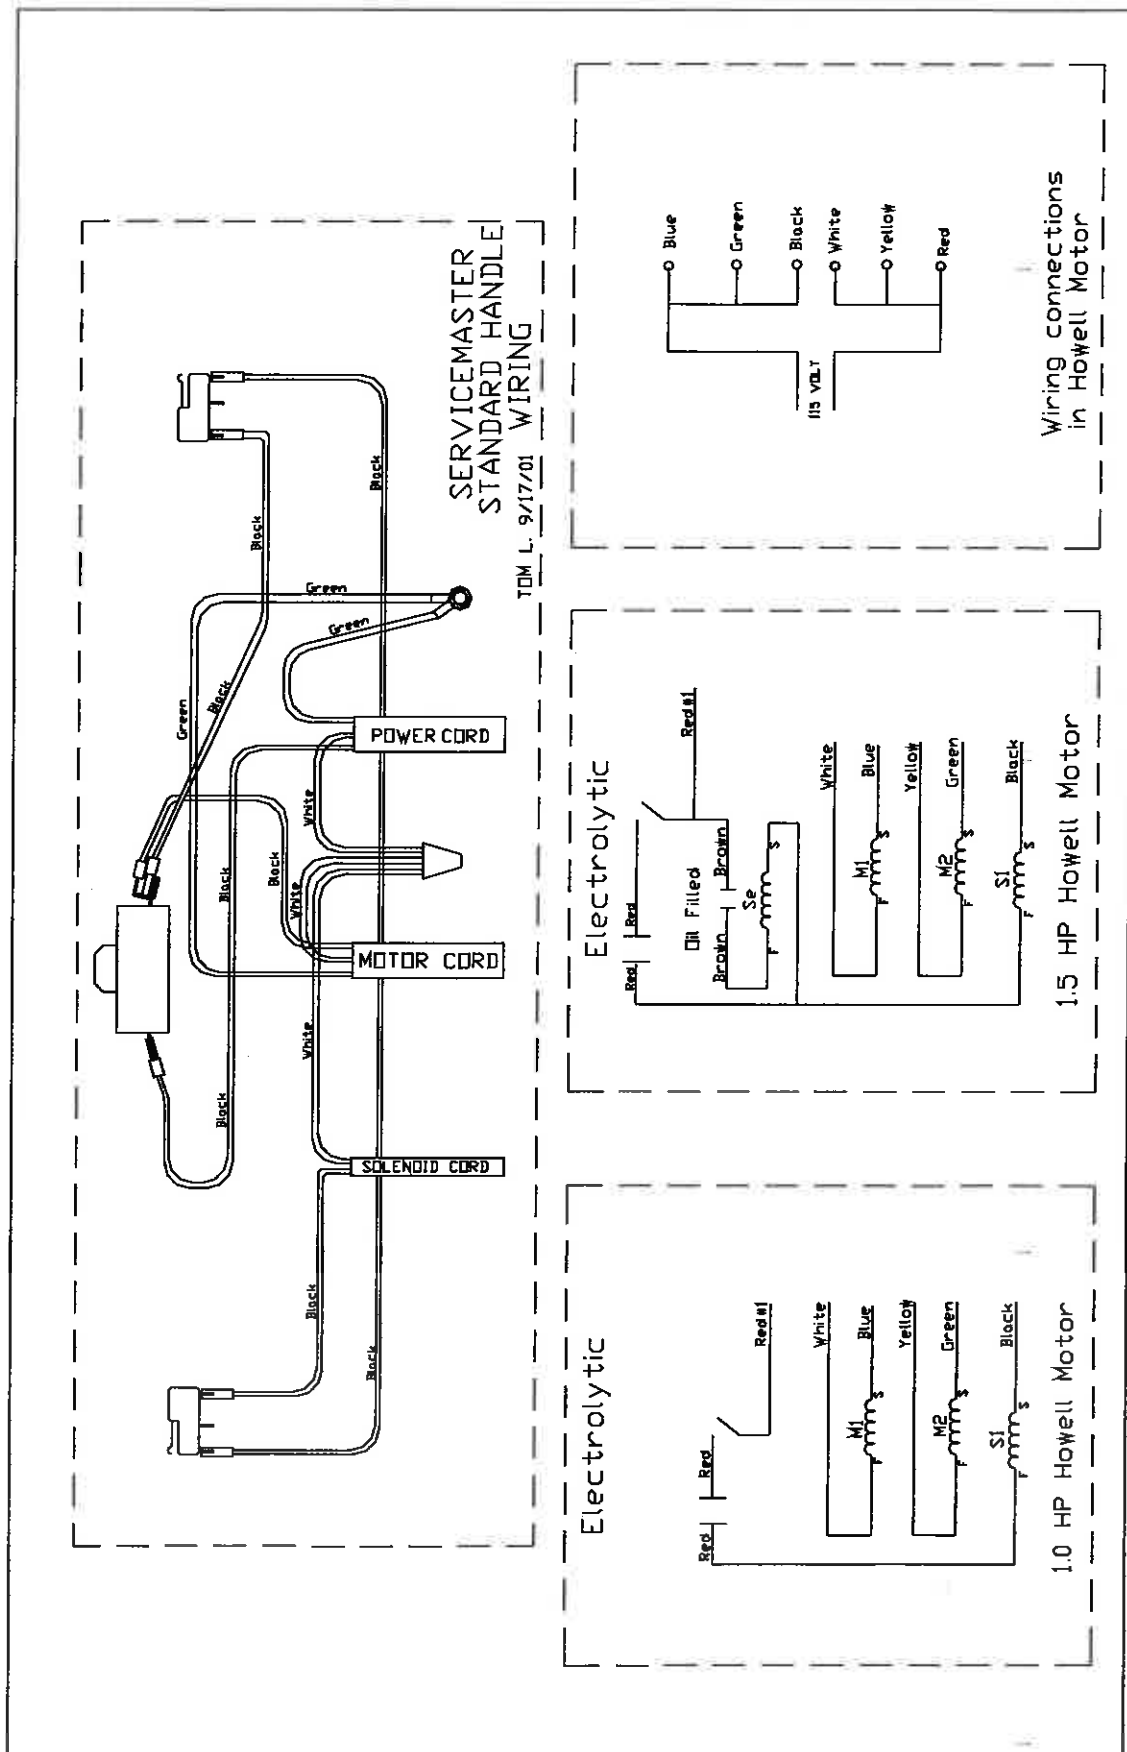 SERVICEMASTER
STANDARD HANDLE
WIRING
TOM L. 9/17/01
Black
Black
Green
Green
Green
Black
POWER CORD
White
Black
Black
White
MOTOR CORD
White
Black
SOLENOID CORD
Black
Black
Electrolytic
Red
Red
Red #1
White
Blue
M1
F
S
Yellow
Green
M2
F
S
Black
S1
F
S
1.0 HP Howell Motor
Electrolytic
Red
Red
Red #1
Oil Filled
Brown
Brown
Se
F
S
White
Blue
M1
F
S
Yellow
Green
M2
F
S
Black
S1
F
S
1.5 HP Howell Motor
Blue
Green
Black
White
Yellow
Red
115 VOLT
Wiring connections
in Howell Motor